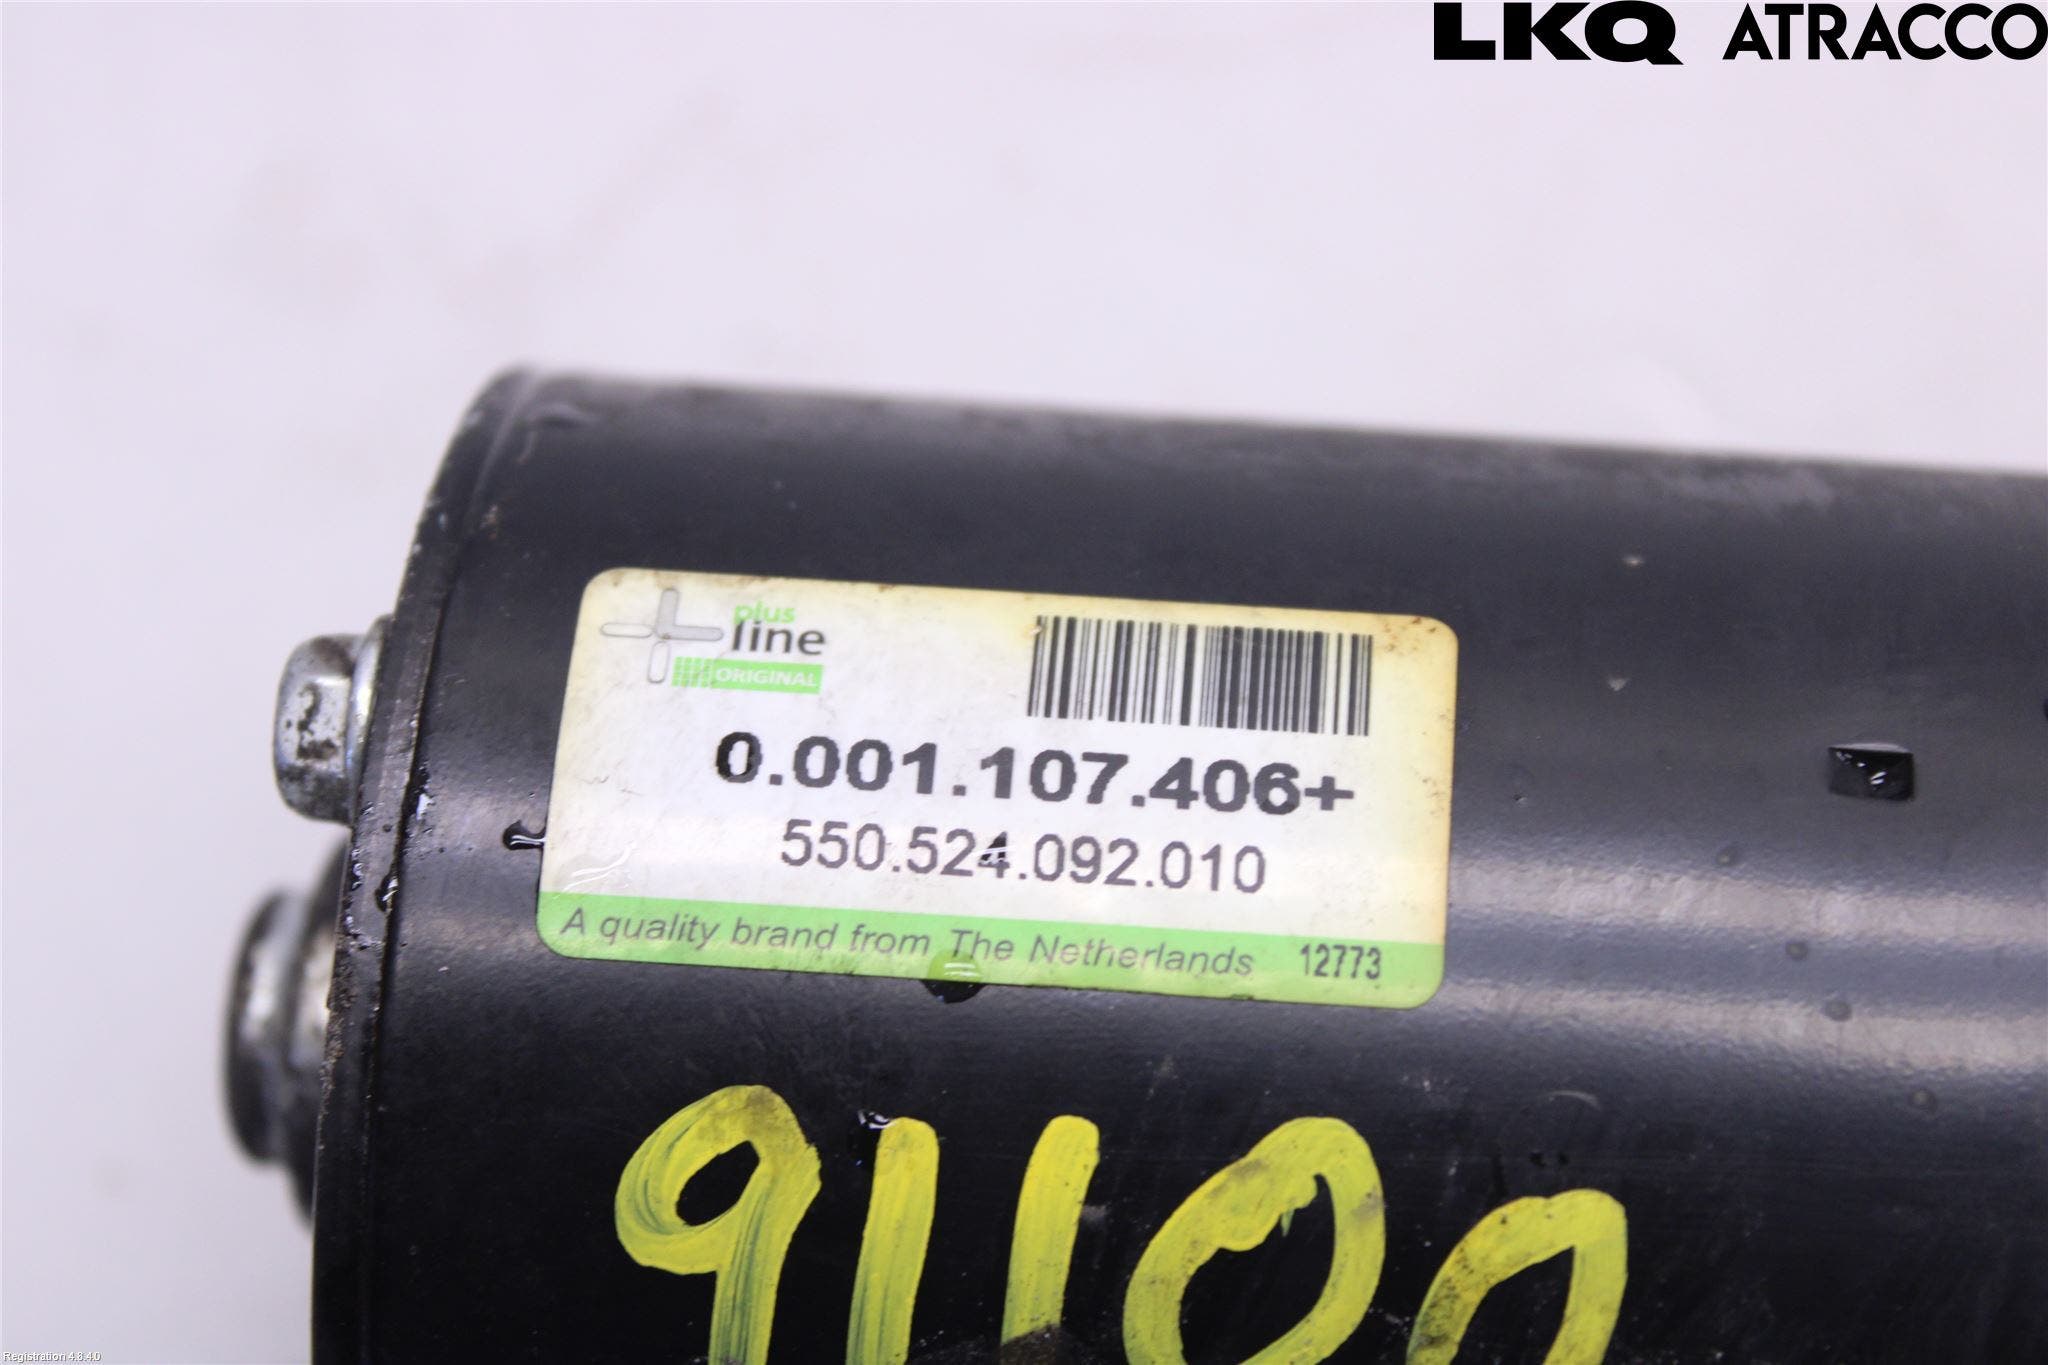 LKQ ATRACCO
plus
line
ORIGINAL
0.001.107.406+
550.524.092.010
A quality brand from The Netherlands 12773
91100
Registration 4.8.4.0